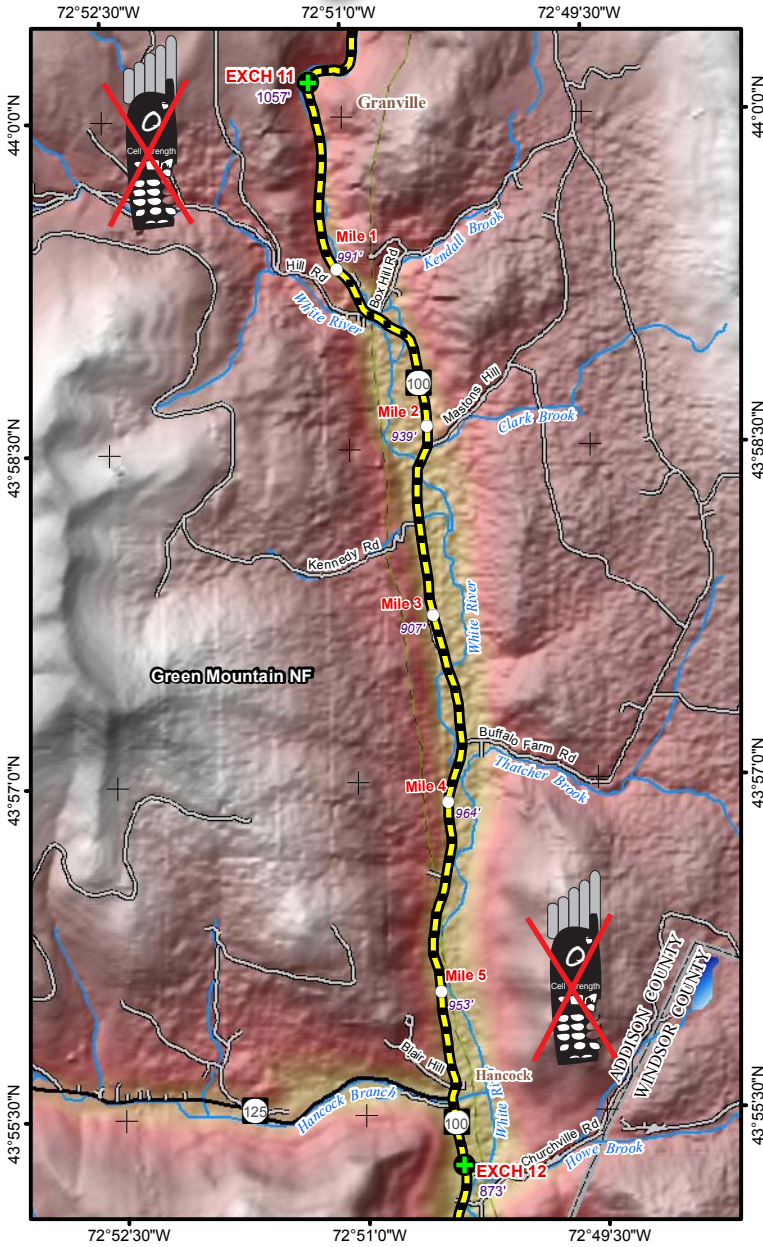 72°52'30"W
72°51'0"W
72°49'30"W
EXCH 11
1057'
Granville
44°0'0"N
44°0'0"N
Cell Strength
Mile 1
991'
Hill Rd
Box Hill Rd
Kendall Brook
White River
100
Mile 2
939'
Mastons Hill
Clark Brook
43°58'30"N
43°58'30"N
Kennedy Rd
Mile 3
907'
White River
Green Mountain NF
Buffalo Farm Rd
Thatcher Brook
43°57'0"N
43°57'0"N
Mile 4
964'
Mile 5
953'
Cell Strength
ADDISON COUNTY
WINDSOR COUNTY
Blair Hill
Hancock
Hancock Branch
125
100
White Ri
Churchville Rd
Howe Brook
43°55'30"N
43°55'30"N
EXCH 12
873'
72°52'30"W
72°51'0"W
72°49'30"W